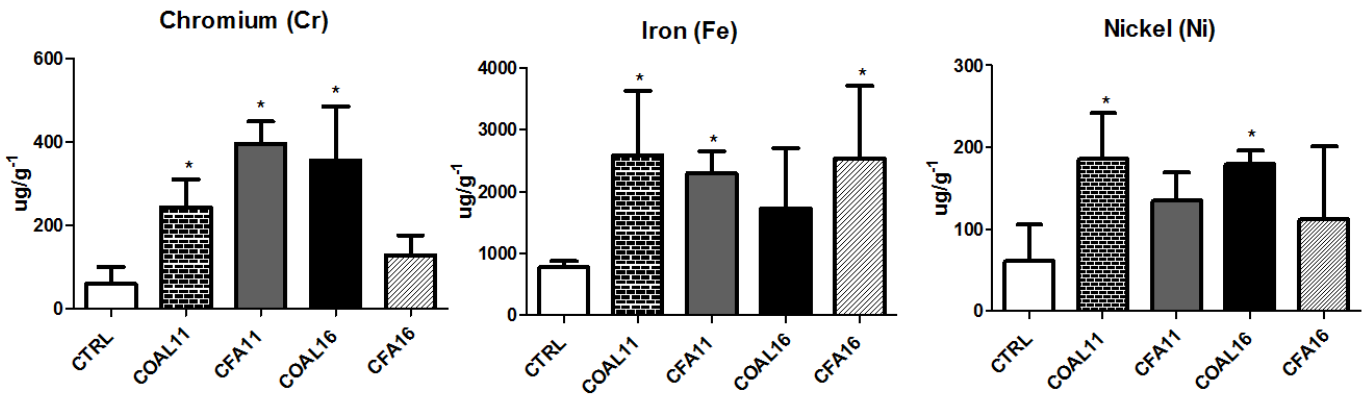 Chromium (Cr)
ug/g-1
600
400
200
0
*
*
*
CTRL
COAL11
CFA11
COAL16
CFA16
Iron (Fe)
ug/g-1
4000
3000
2000
1000
0
*
*
*
CTRL
COAL11
CFA11
COAL16
CFA16
Nickel (Ni)
ug/g-1
300
200
100
0
*
*
CTRL
COAL11
CFA11
COAL16
CFA16